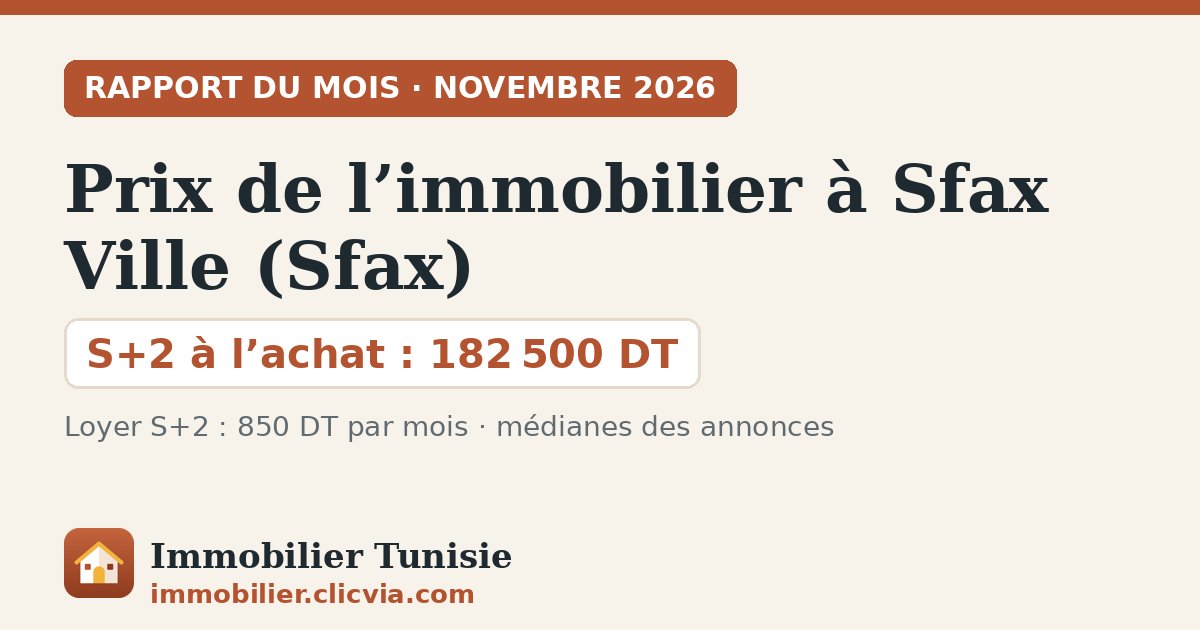 RAPPORT DU MOIS · NOVEMBRE 2026
Prix de l’immobilier à Sfax
Ville (Sfax)
S+2 à l’achat : 182 500 DT
Loyer S+2 : 850 DT par mois · médianes des annonces
Immobilier Tunisie
immobilier.clicvia.com